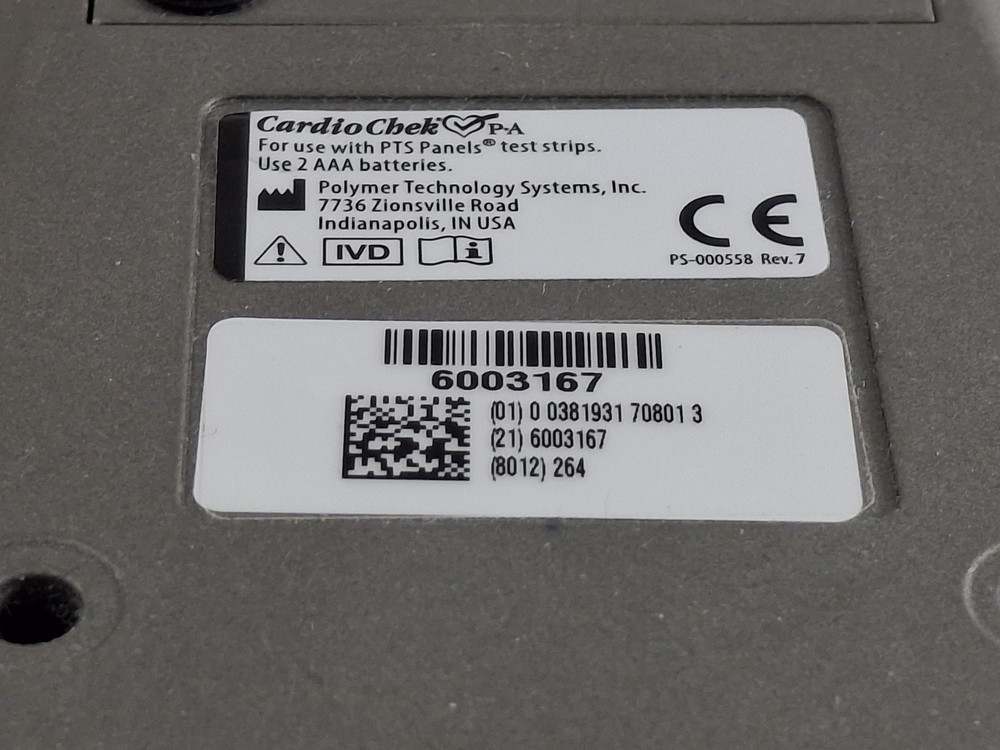 CardioChek P·A
For use with PTS Panels® test strips.
Use 2 AAA batteries.
Polymer Technology Systems, Inc.
7736 Zionsville Road
Indianapolis, IN USA
IVD
i
CE
PS-000558 Rev. 7
6003167
(01) 0 0381931 70801 3
(21) 6003167
(8012) 264